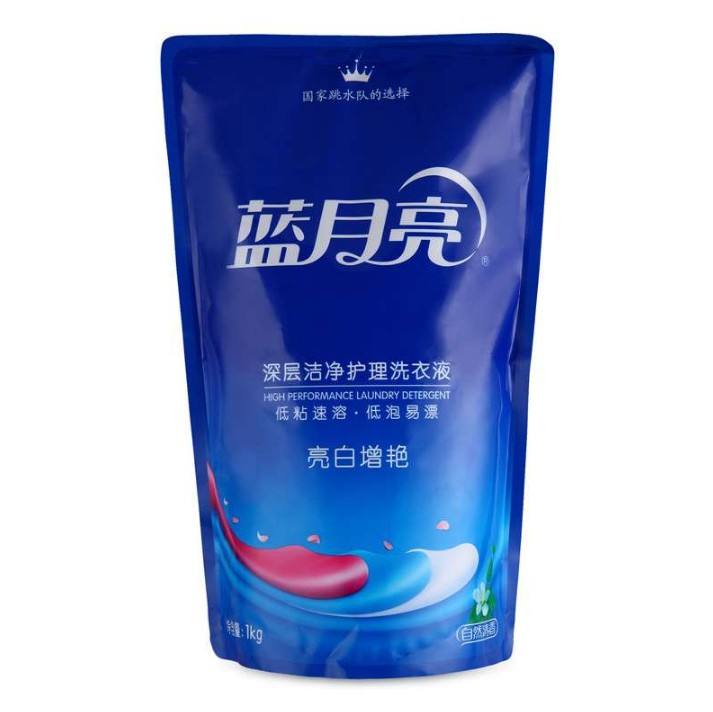 国家跳水队的选择
蓝月亮®
深层洁净护理洗衣液
HIGH PERFORMANCE LAUNDRY DETERGENT
低粘速溶·低泡易漂
亮白增艳
净含量:1kg
自然清香